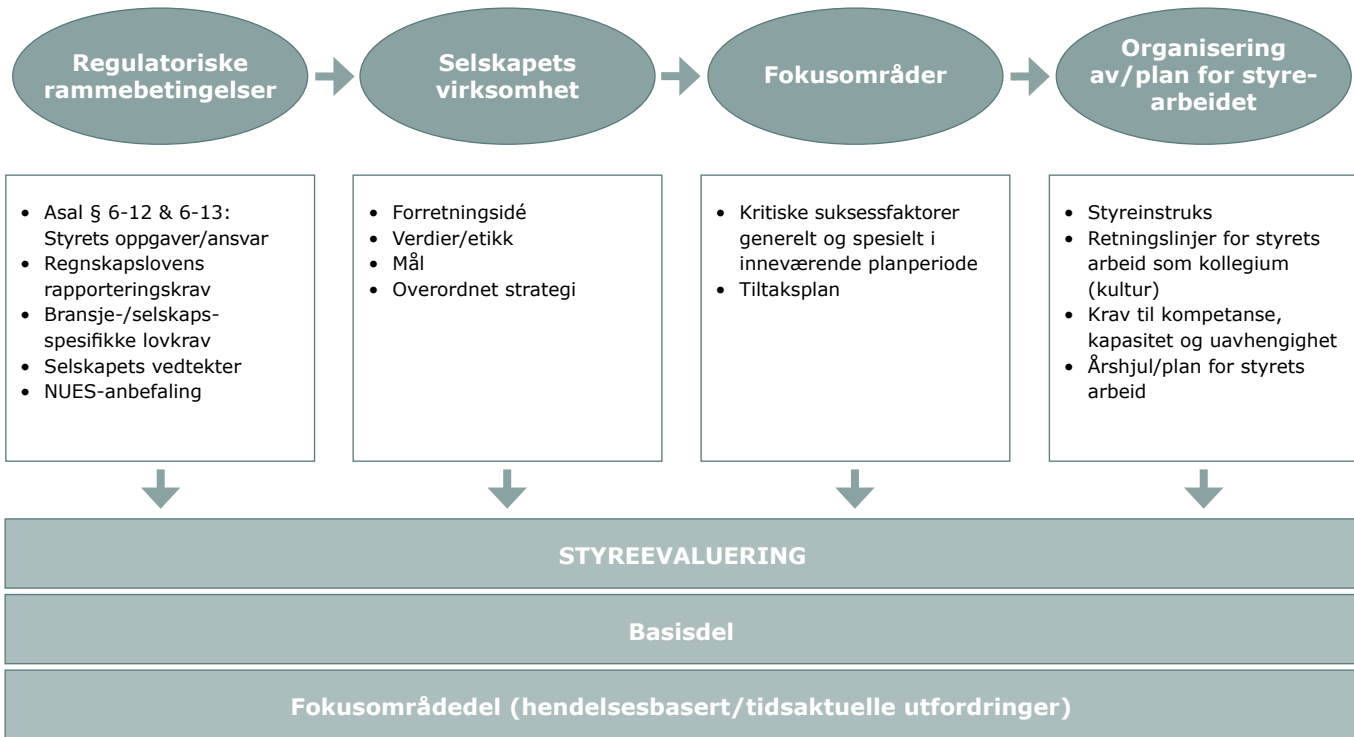 Regulatoriske
rammebetingelser
Selskapets
virksomhet
Fokusområder
Organisering
av/plan for styre-
arbeidet
• Asal § 6-12 & 6-13:
Styrets oppgaver/ansvar
• Regnskapslovens
rapporteringskrav
• Bransje-/selskaps-
spesifikke lovkrav
• Selskapets vedtekter
• NUES-anbefaling
• Forretningsidé
• Verdier/etikk
• Mål
• Overordnet strategi
• Kritiske suksessfaktorer
generelt og spesielt i
inneværende planperiode
• Tiltaksplan
• Styreinstruks
• Retningslinjer for styrets
arbeid som kollegium
(kultur)
• Krav til kompetanse,
kapasitet og uavhengighet
• Årshjul/plan for styrets
arbeid
STYREEVALUERING
Basisdel
Fokusområdedel (hendelsesbasert/tidsaktuelle utfordringer)